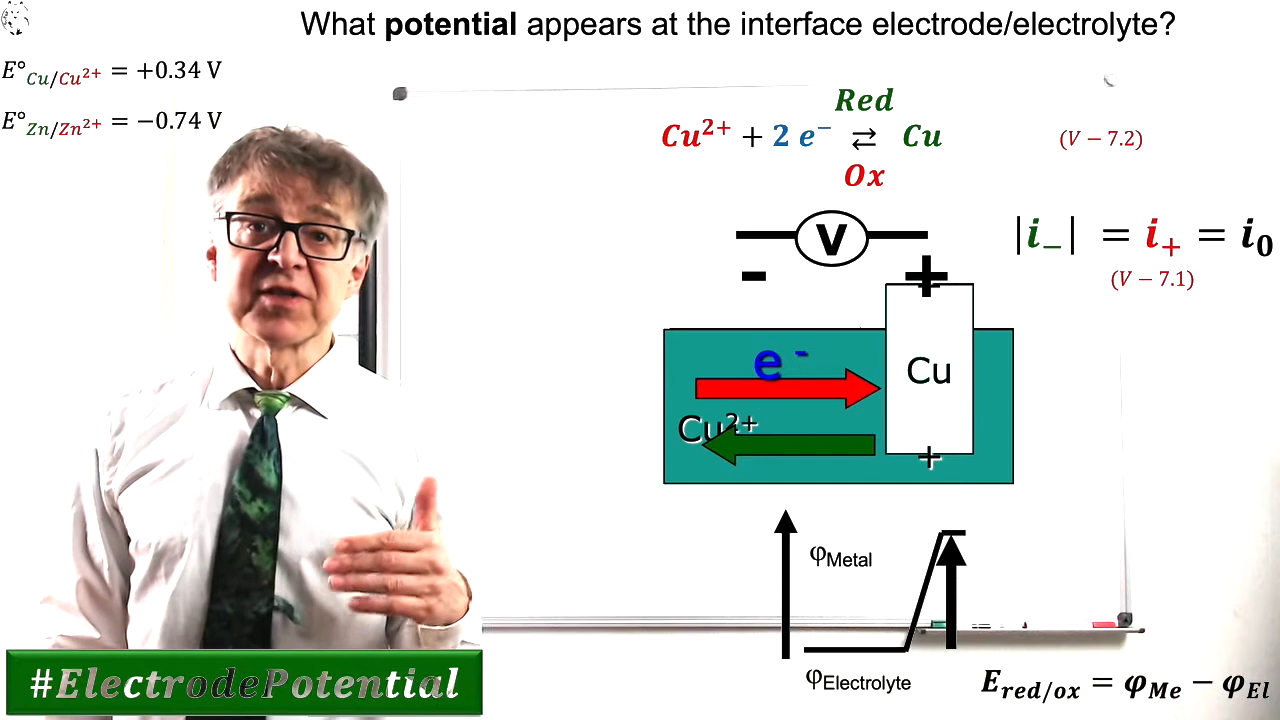 What potential appears at the interface electrode/electrolyte?
E°Cu/Cu²⁺ = +0.34 V
E°Zn/Zn²⁺ = −0.74 V
Red
Cu²⁺ + 2 e⁻ ⇄ Cu
(V − 7.2)
Ox
V
|i₋| = i₊ = i₀
(V − 7.1)
- +
+
e -
Cu
Cu²⁺
+
φMetal
φElectrolyte
#ElectrodePotential
E red/ox = φMe − φEl